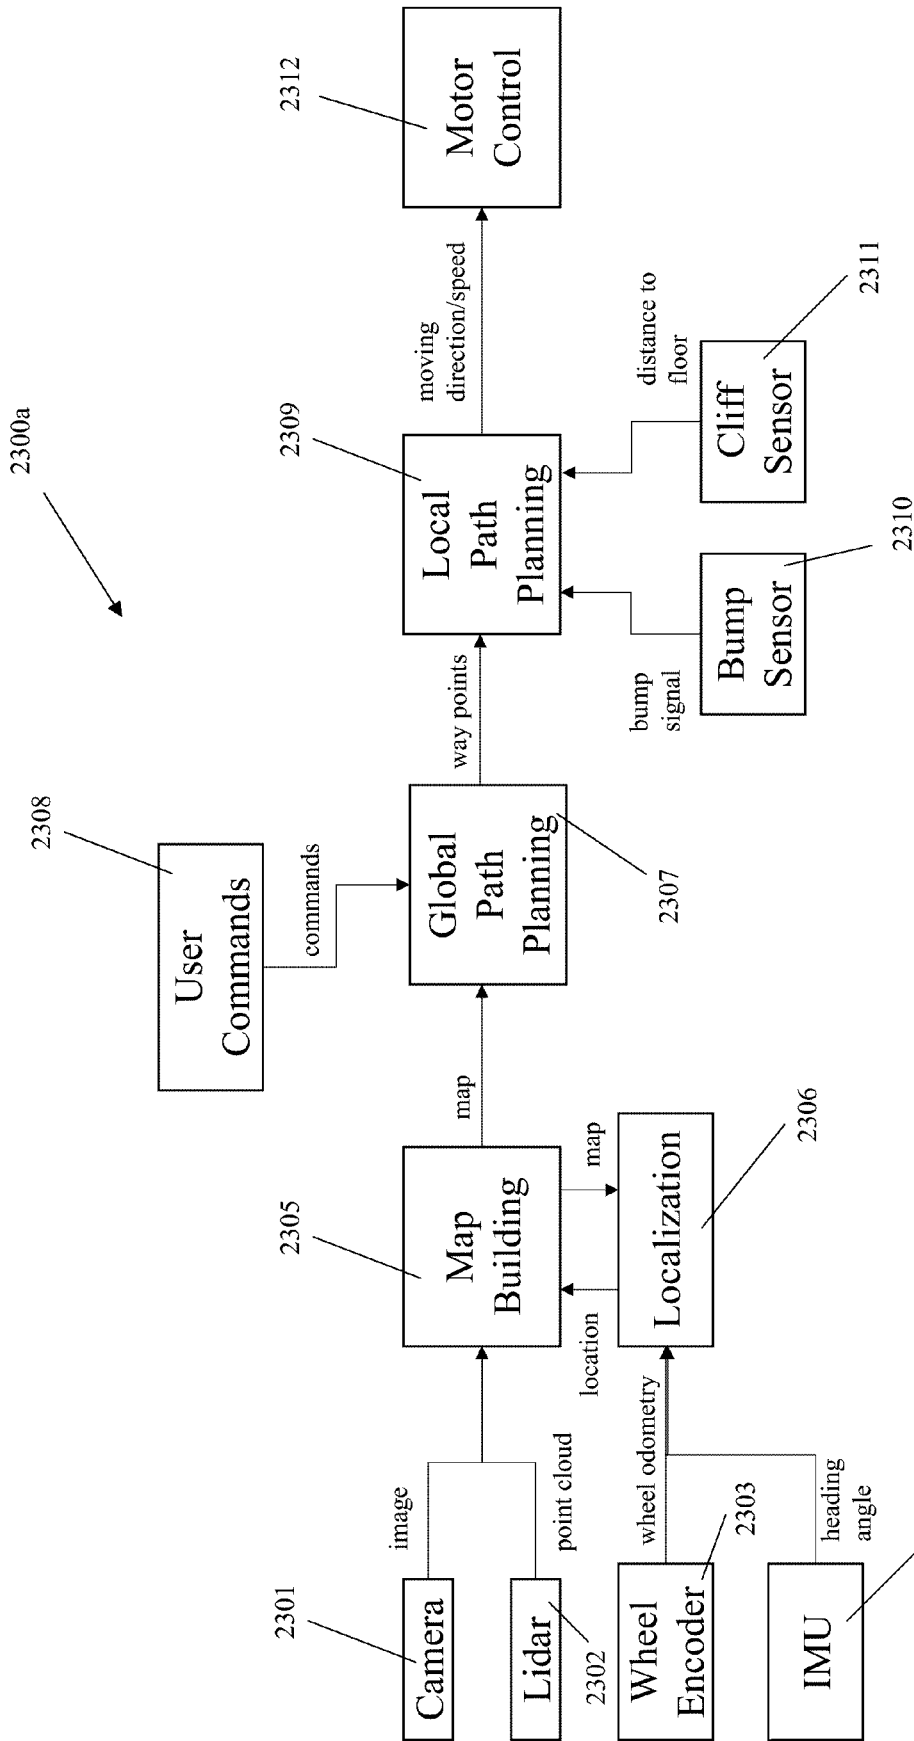 2300a
2308
User
Commands
commands
2301
Camera
image
2302
Lidar
point cloud
2305
Map
Building
map
Global
Path
Planning
2307
way points
2309
Local
Path
Planning
moving
direction/speed
2312
Motor
Control
location
map
Wheel
Encoder
2303
wheel odometry
IMU
heading
angle
Localization
2306
bump
signal
Bump
Sensor
2310
distance to
floor
Cliff
Sensor
2311